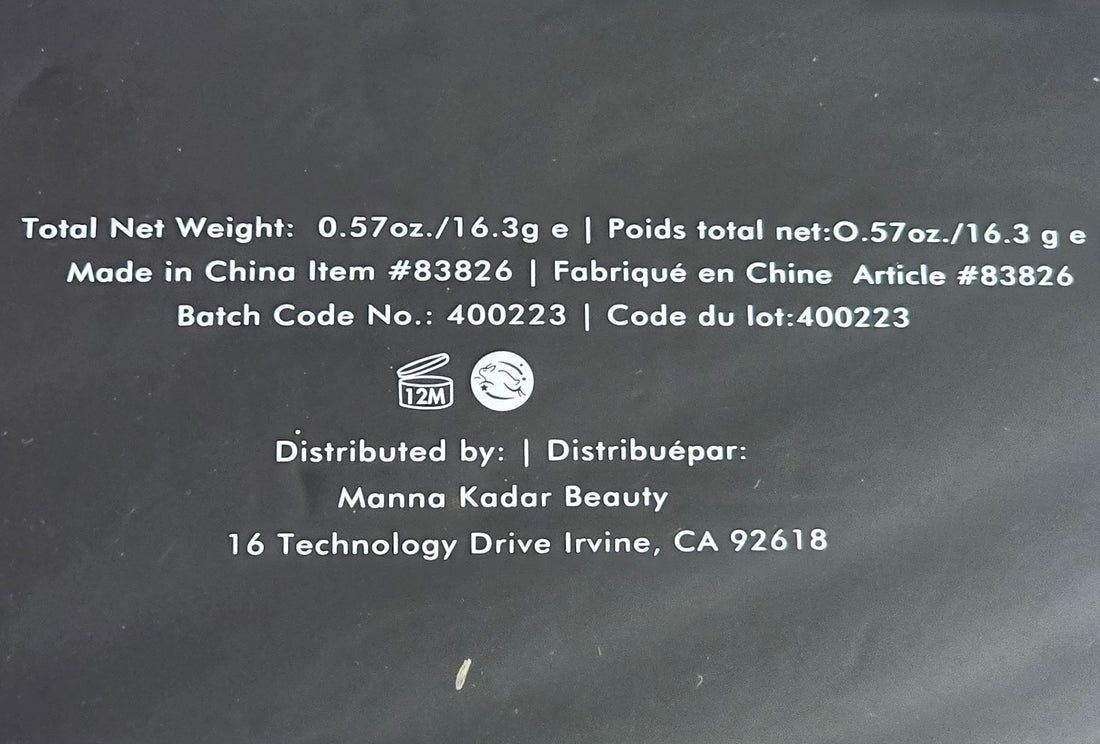 Total Net Weight: 0.57oz./16.3g e | Poids total net:O.57oz./16.3 g e
Made in China Item #83826 | Fabriqué en Chine Article #83826
Batch Code No.: 400223 | Code du lot:400223
12M
Distributed by: | Distribuépar:
Manna Kadar Beauty
16 Technology Drive Irvine, CA 92618